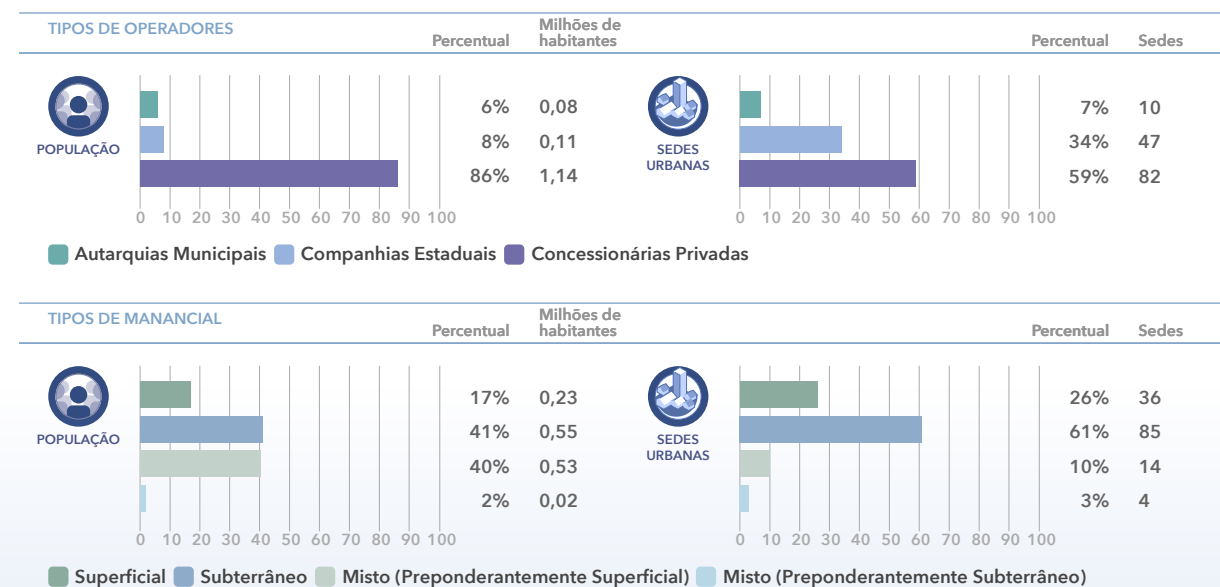 TIPOS DE OPERADORES
Percentual
Milhões de
habitantes
Percentual
Sedes
POPULAÇÃO
6% 0,08
8% 0,11
86% 1,14
0 10 20 30 40 50 60 70 80 90 100
SEDES
URBANAS
7% 10
34% 47
59% 82
0 10 20 30 40 50 60 70 80 90 100
Autarquias Municipais Companhias Estaduais Concessionárias Privadas
TIPOS DE MANANCIAL
Percentual
Milhões de
habitantes
Percentual
Sedes
POPULAÇÃO
17% 0,23
41% 0,55
40% 0,53
2% 0,02
0 10 20 30 40 50 60 70 80 90 100
SEDES
URBANAS
26% 36
61% 85
10% 14
3% 4
0 10 20 30 40 50 60 70 80 90 100
Superficial Subterrâneo Misto (Preponderantemente Superficial) Misto (Preponderantemente Subterrâneo)